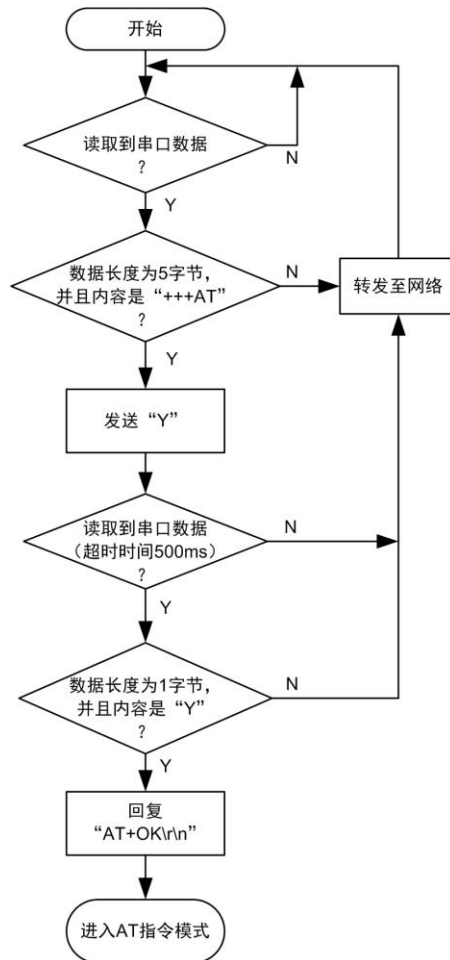 开始
读取到串口数据
?
N
Y
数据长度为5字节，
并且内容是“+++AT”
?
N
转发至网络
Y
发送“Y”
读取到串口数据
（超时时间500ms）
?
N
Y
数据长度为1字节，
并且内容是“Y”
?
N
Y
回复
“AT+OK\r\n”
进入AT指令模式